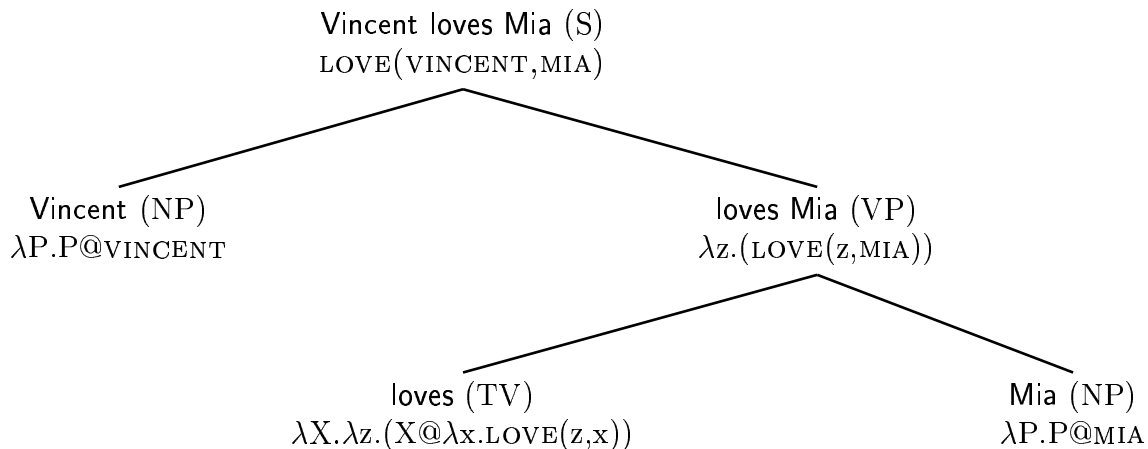 Vincent loves Mia (S)
LOVE(VINCENT,MIA)
Vincent (NP)
λP.P@VINCENT
loves Mia (VP)
λz.(LOVE(z,MIA))
loves (TV)
λX.λz.(X@λx.LOVE(z,x))
Mia (NP)
λP.P@MIA